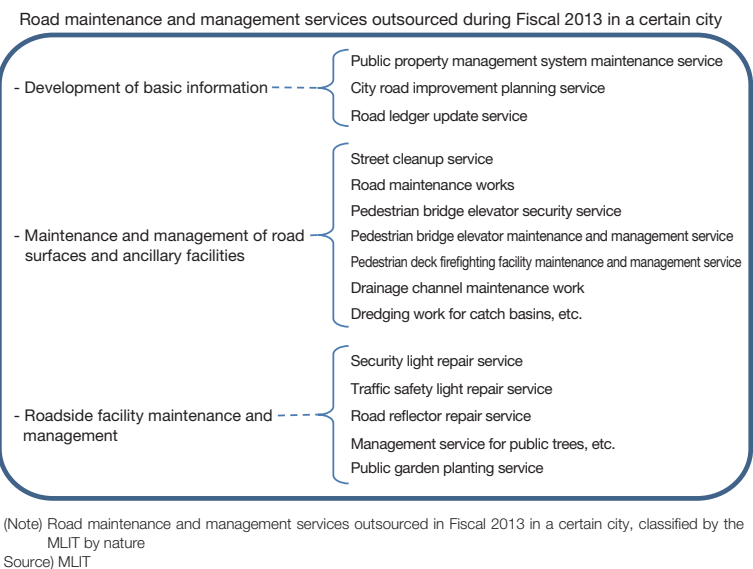 Road maintenance and management services outsourced during Fiscal 2013 in a certain city
- Development of basic information
Public property management system maintenance service
City road improvement planning service
Road ledger update service
- Maintenance and management of road
surfaces and ancillary facilities
Street cleanup service
Road maintenance works
Pedestrian bridge elevator security service
Pedestrian bridge elevator maintenance and management service
Pedestrian deck firefighting facility maintenance and management service
Drainage channel maintenance work
Dredging work for catch basins, etc.
- Roadside facility maintenance and
management
Security light repair service
Traffic safety light repair service
Road reflector repair service
Management service for public trees, etc.
Public garden planting service
(Note) Road maintenance and management services outsourced in Fiscal 2013 in a certain city, classified by the
MLIT by nature
Source) MLIT